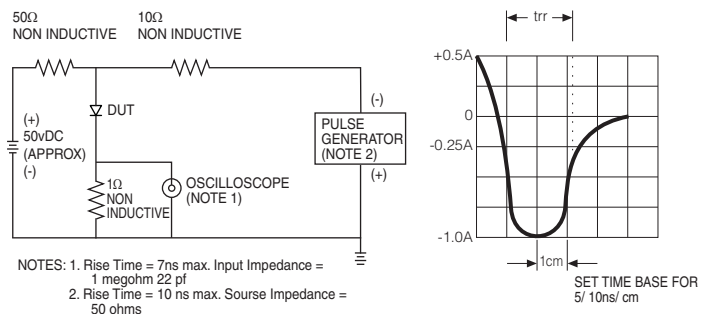 50Ω
NON INDUCTIVE
10Ω
NON INDUCTIVE
DUT
(+)
50vDC
(APPROX)
(-)
1Ω
NON
INDUCTIVE
OSCILLOSCOPE
(NOTE 1)
(-)
PULSE
GENERATOR
(NOTE 2)
(+)
NOTES: 1. Rise Time = 7ns max. Input Impedance =
1 megohm 22 pf
2. Rise Time = 10 ns max. Sourse Impedance =
50 ohms
trr
+0.5A
0
-0.25A
-1.0A
1cm
SET TIME BASE FOR
5/ 10ns/ cm